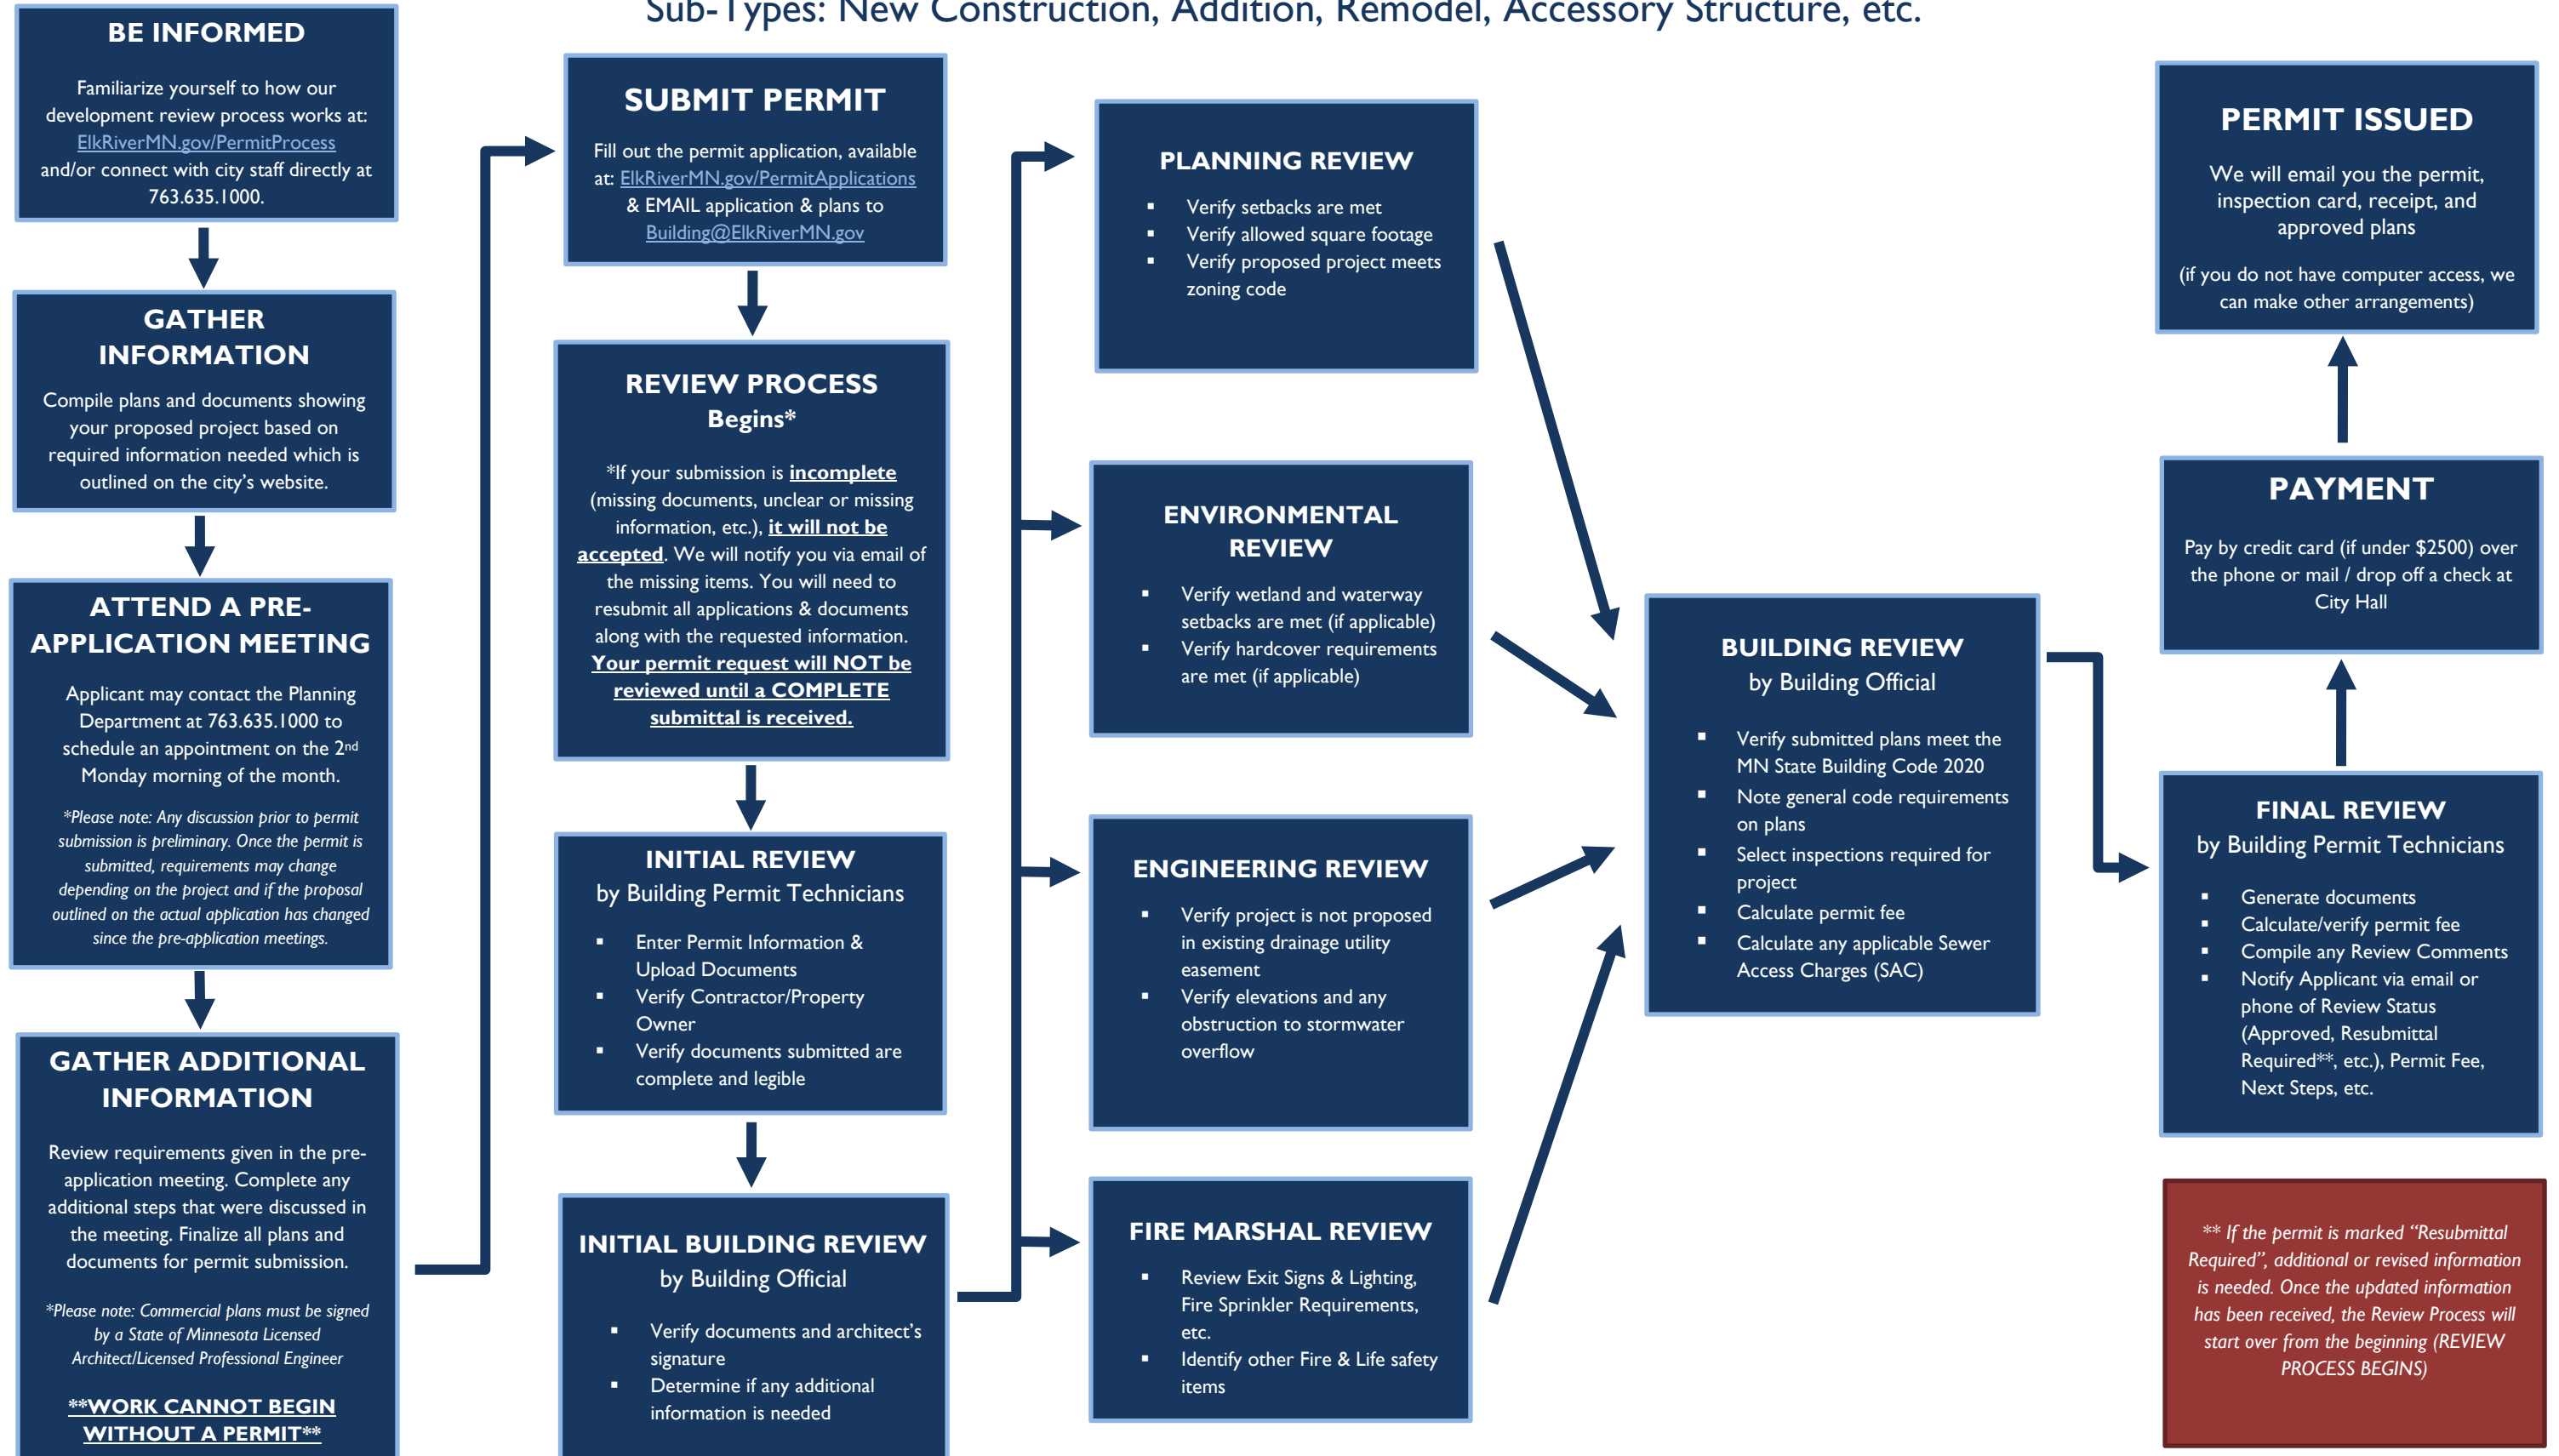 Sub-Types: New Construction, Addition, Remodel, Accessory Structure, etc.
BE INFORMED
Familiarize yourself to how our
development review process works at:
ElkRiverMN.gov/PermitProcess
and/or connect with city staff directly at
763.635.1000.
GATHER
INFORMATION
Compile plans and documents showing
your proposed project based on
required information needed which is
outlined on the city’s website.
ATTEND A PRE-
APPLICATION MEETING
Applicant may contact the Planning
Department at 763.635.1000 to
schedule an appointment on the 2nd
Monday morning of the month.
*Please note: Any discussion prior to permit
submission is preliminary. Once the permit is
submitted, requirements may change
depending on the project and if the proposal
outlined on the actual application has changed
since the pre-application meetings.
GATHER ADDITIONAL
INFORMATION
Review requirements given in the pre-
application meeting. Complete any
additional steps that were discussed in
the meeting. Finalize all plans and
documents for permit submission.
*Please note: Commercial plans must be signed
by a State of Minnesota Licensed
Architect/Licensed Professional Engineer
**WORK CANNOT BEGIN
WITHOUT A PERMIT**
SUBMIT PERMIT
Fill out the permit application, available
at: ElkRiverMN.gov/PermitApplications
& EMAIL application & plans to
Building@ElkRiverMN.gov
REVIEW PROCESS
Begins*
*If your submission is incomplete
(missing documents, unclear or missing
information, etc.), it will not be
accepted. We will notify you via email of
the missing items. You will need to
resubmit all applications & documents
along with the requested information.
Your permit request will NOT be
reviewed until a COMPLETE
submittal is received.
INITIAL REVIEW
by Building Permit Technicians
▪ Enter Permit Information &
Upload Documents
▪ Verify Contractor/Property
Owner
▪ Verify documents submitted are
complete and legible
INITIAL BUILDING REVIEW
by Building Official
▪ Verify documents and architect’s
signature
▪ Determine if any additional
information is needed
PLANNING REVIEW
▪ Verify setbacks are met
▪ Verify allowed square footage
▪ Verify proposed project meets
zoning code
ENVIRONMENTAL
REVIEW
▪ Verify wetland and waterway
setbacks are met (if applicable)
▪ Verify hardcover requirements
are met (if applicable)
ENGINEERING REVIEW
▪ Verify project is not proposed
in existing drainage utility
easement
▪ Verify elevations and any
obstruction to stormwater
overflow
FIRE MARSHAL REVIEW
▪ Review Exit Signs & Lighting,
Fire Sprinkler Requirements,
etc.
▪ Identify other Fire & Life safety
items
BUILDING REVIEW
by Building Official
▪ Verify submitted plans meet the
MN State Building Code 2020
▪ Note general code requirements
on plans
▪ Select inspections required for
project
▪ Calculate permit fee
▪ Calculate any applicable Sewer
Access Charges (SAC)
FINAL REVIEW
by Building Permit Technicians
▪ Generate documents
▪ Calculate/verify permit fee
▪ Compile any Review Comments
▪ Notify Applicant via email or
phone of Review Status
(Approved, Resubmittal
Required**, etc.), Permit Fee,
Next Steps, etc.
PAYMENT
Pay by credit card (if under $2500) over
the phone or mail / drop off a check at
City Hall
PERMIT ISSUED
We will email you the permit,
inspection card, receipt, and
approved plans
(if you do not have computer access, we
can make other arrangements)
** If the permit is marked “Resubmittal
Required”, additional or revised information
is needed. Once the updated information
has been received, the Review Process will
start over from the beginning (REVIEW
PROCESS BEGINS)